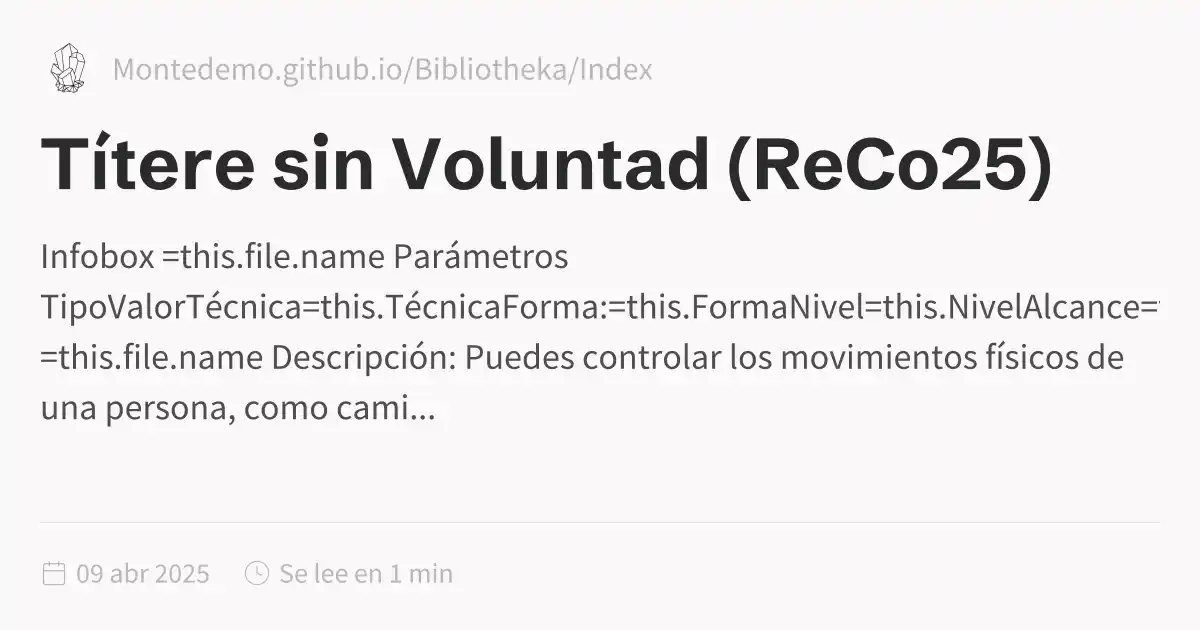 Montedemo.github.io/Bibliotheka/Index
Títere sin Voluntad (ReCo25)
Infobox =this.file.name Parámetros
TipoValorTécnica=this.TécnicaForma:=this.FormaNivel=this.NivelAlcance=
=this.file.name Descripción: Puedes controlar los movimientos físicos de
una persona, como cami...
09 abr 2025
Se lee en 1 min